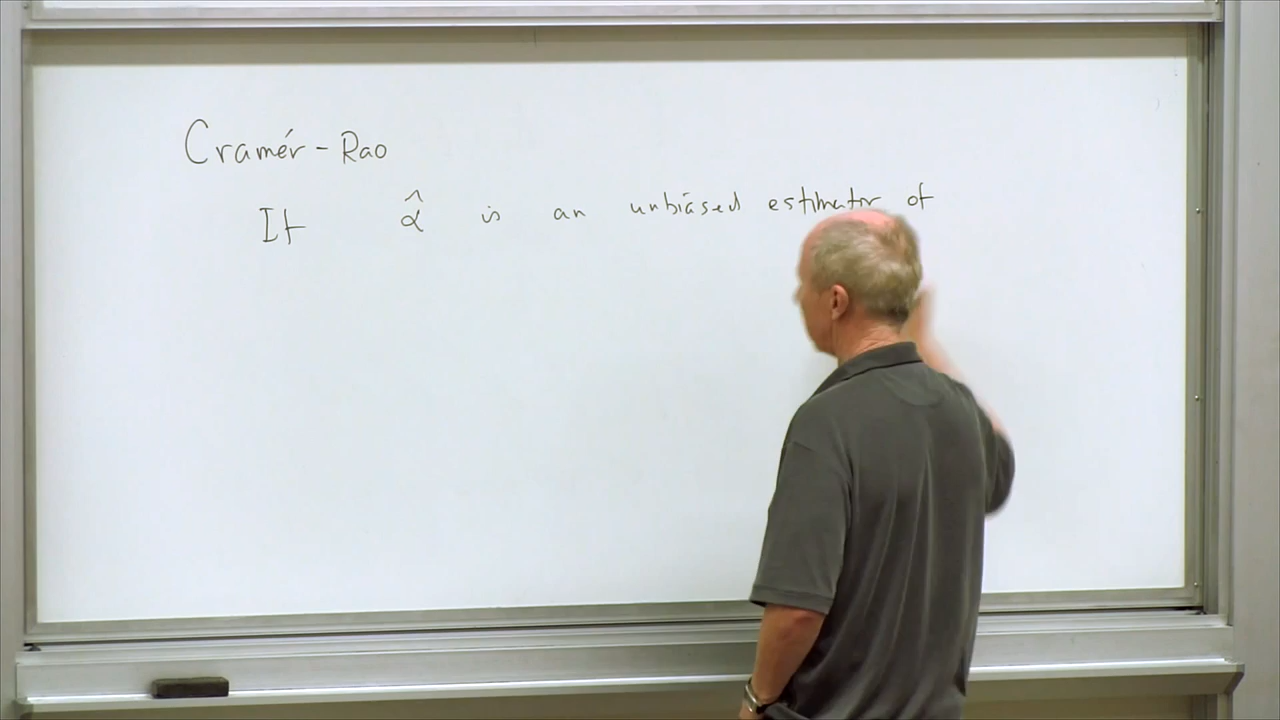 Cramér-Rao
If α̂ is an unbiased estimator of